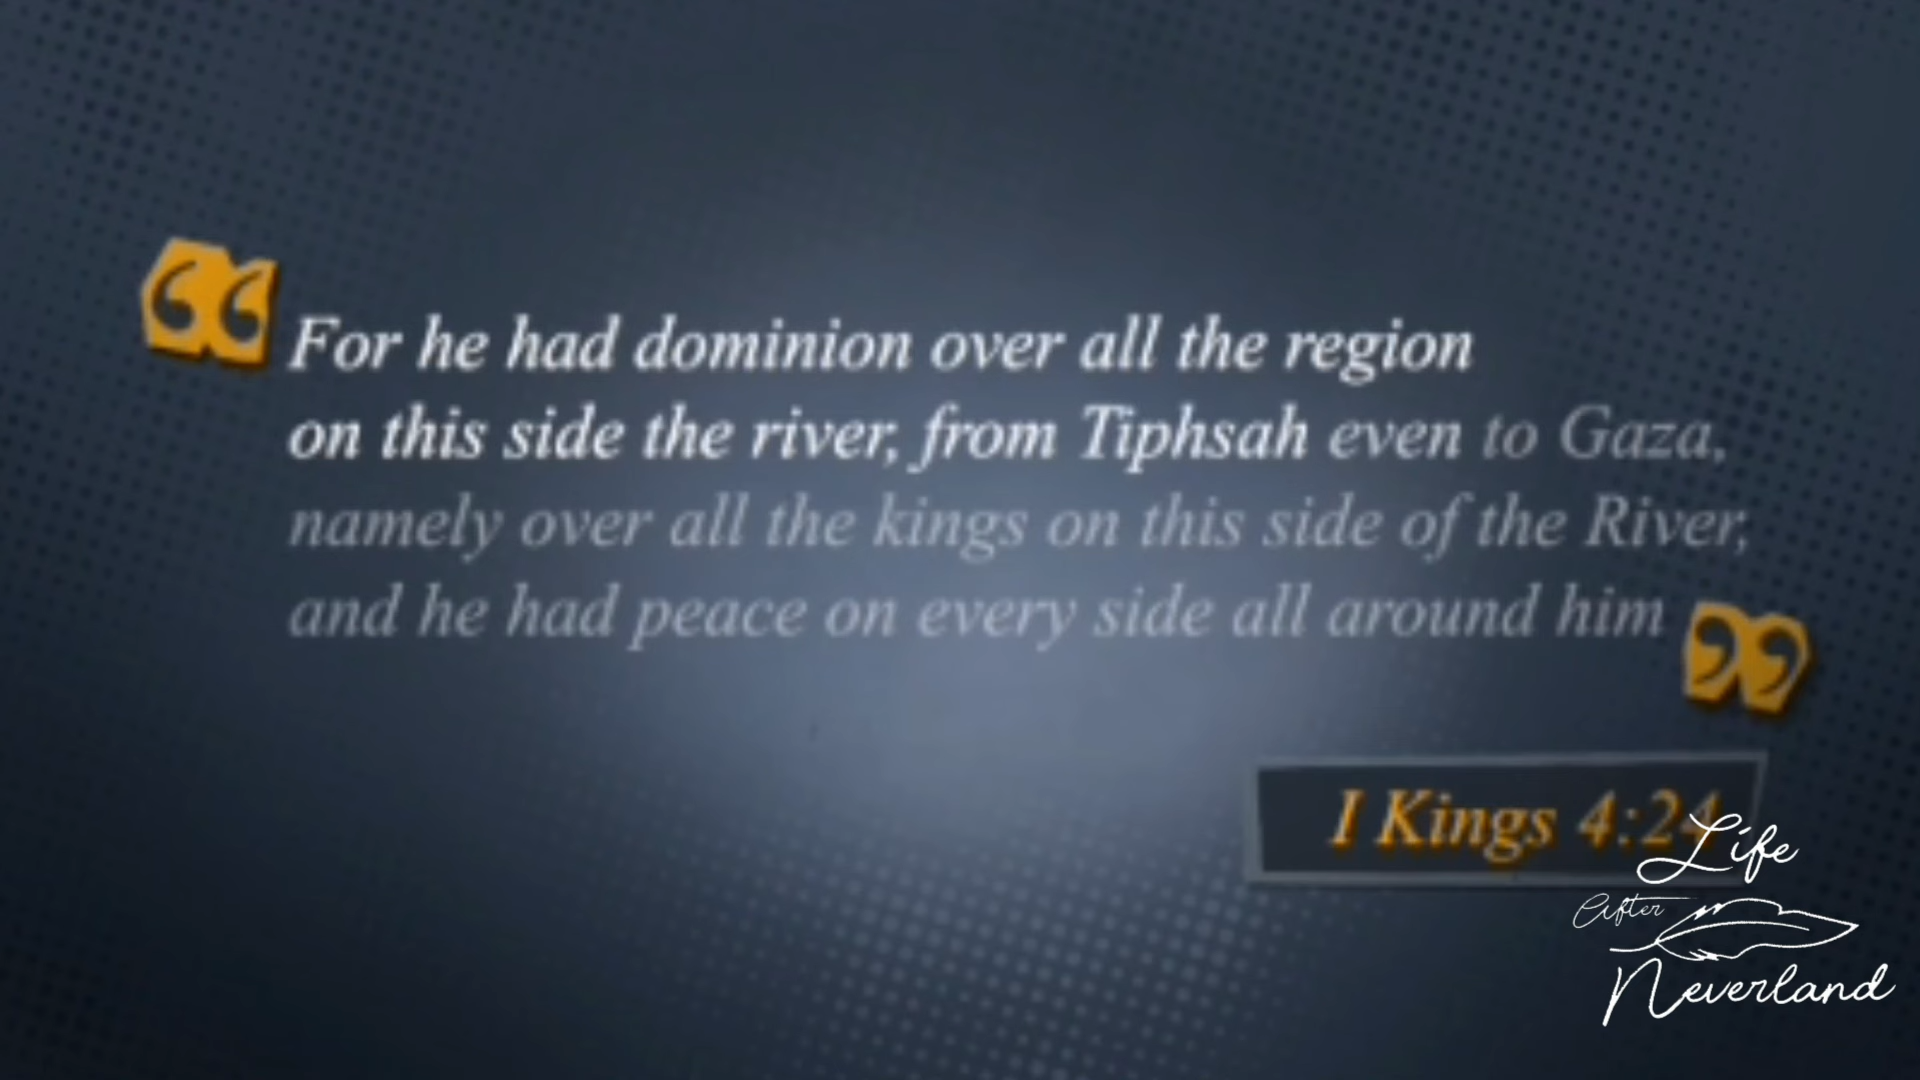 “For he had dominion over all the region
on this side the river, from Tiphsah even to Gaza,
namely over all the kings on this side of the River,
and he had peace on every side all around him”
I Kings 4:24
Life
After
Neverland